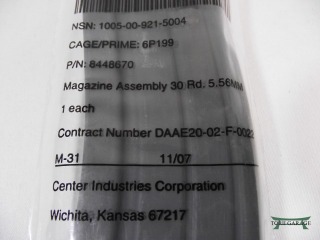 NSN: 1005-00-921-5004
CAGE/PRIME: 6P199
P/N: 8448670
Magazine Assembly 30 Rd. 5.56MM
1 each
Contract Number DAAE20-02-F-0022
M-31 11/07
Center Industries Corporation
Wichita, Kansas 67217